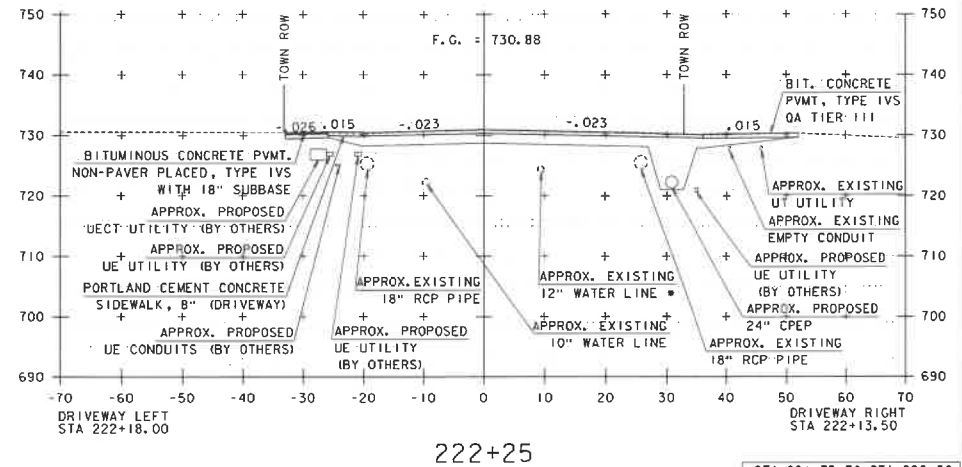 750
750
F.G. = 730.88
TOWN ROW
TOWN ROW
740
740
BIT. CONCRETE
PVMT, TYPE IVS
QA TIER III
-.026 .015
-.023
-.023
.015
730
730
BITUMINOUS CONCRETE PVMT.
NON-PAVER PLACED, TYPE IVS
WITH 18" SUBBASE
720
720
APPROX. PROPOSED
UECT UTILITY (BY OTHERS)
APPROX. PROPOSED
UE UTILITY (BY OTHERS)
PORTLAND CEMENT CONCRETE
SIDEWALK, 8" (DRIVEWAY)
APPROX. PROPOSED
UE CONDUITS (BY OTHERS)
APPROX. EXISTING
18" RCP PIPE
APPROX. PROPOSED
UE UTILITY
(BY OTHERS)
APPROX. EXISTING
12" WATER LINE *
APPROX. EXISTING
10" WATER LINE
APPROX. EXISTING
UT UTILITY
APPROX. EXISTING
EMPTY CONDUIT
APPROX. PROPOSED
UE UTILITY
(BY OTHERS)
APPROX. PROPOSED
24" CPEP
APPROX. EXISTING
18" RCP PIPE
710
710
700
700
690
690
-70 -60 -50 -40 -30 -20 -10 0 10 20 30 40 50 60 70
DRIVEWAY LEFT
STA 222+18.00
DRIVEWAY RIGHT
STA 222+13.50
222+25